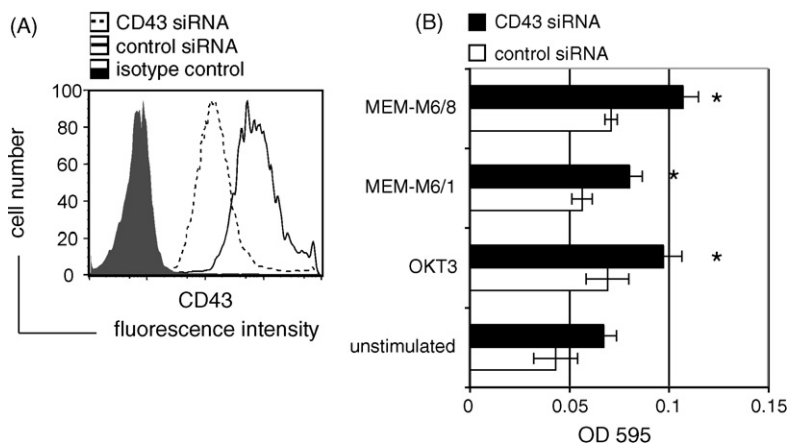 (A)
CD43 siRNA
control siRNA
isotype control
100
80
60
40
20
0
cell number
CD43
fluorescence intensity
(B)
CD43 siRNA
control siRNA
MEM-M6/8
*
MEM-M6/1
*
OKT3
*
unstimulated
0
0.05
0.1
0.15
OD 595